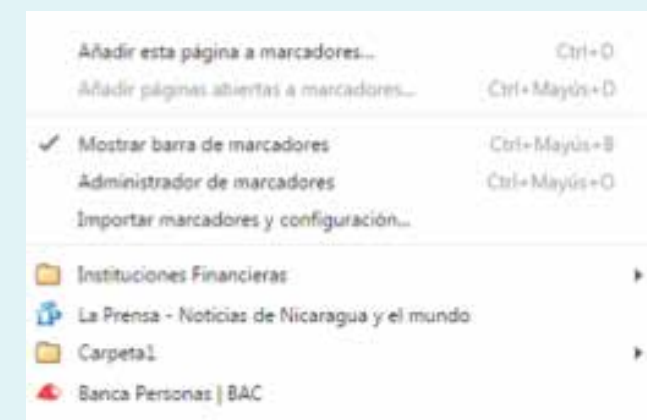 Añadir esta página a marcadores... Ctrl+D
Añadir páginas abiertas a marcadores... Ctrl+Mayús+D
Mostrar barra de marcadores Ctrl+Mayús+B
Administrador de marcadores Ctrl+Mayús+O
Importar marcadores y configuración...
Instituciones Financieras
La Prensa - Noticias de Nicaragua y el mundo
Carpeta1
Banca Personas | BAC